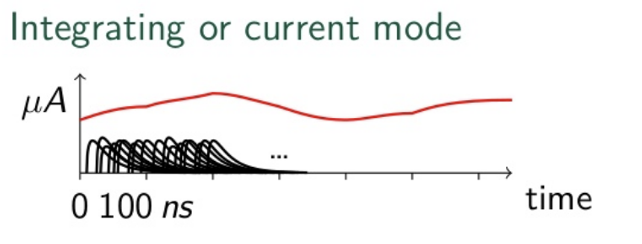 Integrating or current mode
μA
...
0 100 ns
time